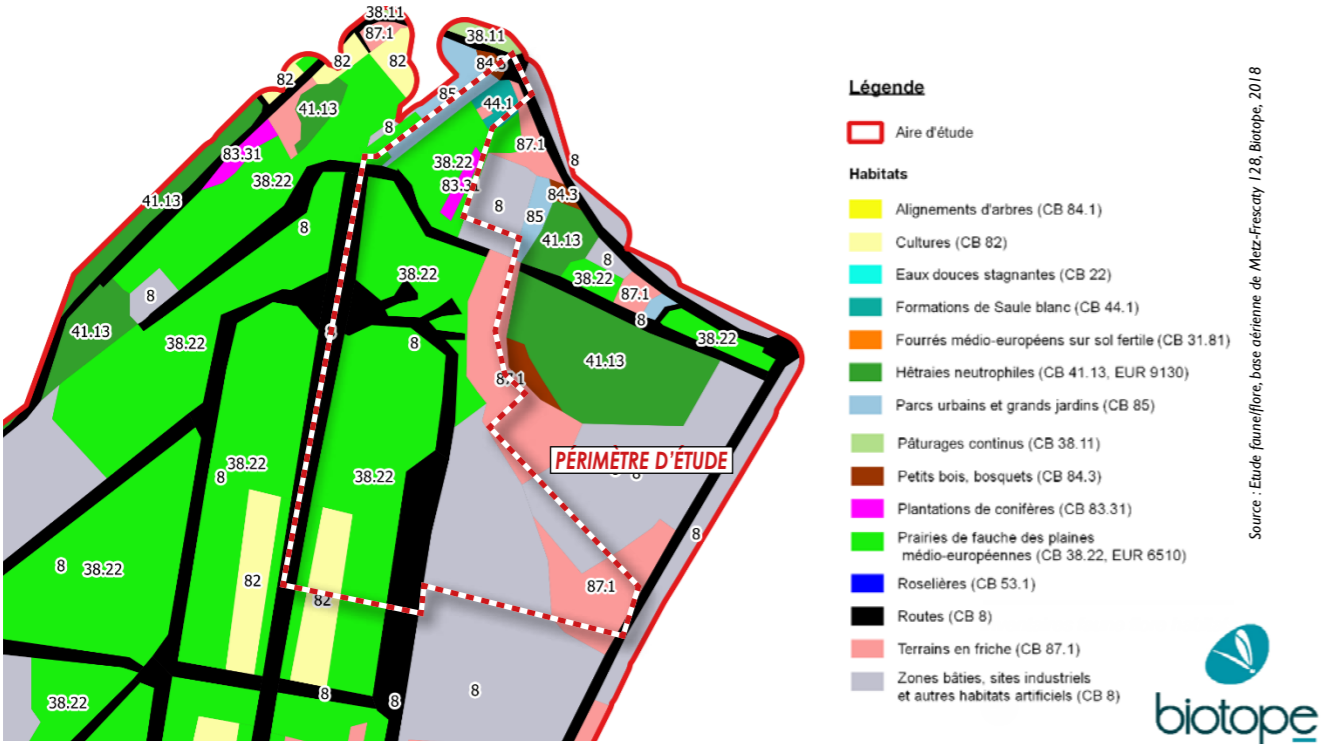 38.11
87.1
82
82
82
41.13
83.31
38.22
41.13
8
8
41.13
38.22
8
38.11
84.3
85
44.1
87.1
8
8
38.22
8
85
84.3
41.13
8
38.22
87.1
8
38.22
38.22
8
41.13
87.1
PÉRIMÈTRE D'ÉTUDE
8
8
38.22
8
38.22
82
82
8
38.22
87.1
38.22
8
8
8
Légende
Aire d'étude
Habitats
Alignements d'arbres (CB 84.1)
Cultures (CB 82)
Eaux douces stagnantes (CB 22)
Formations de Saule blanc (CB 44.1)
Fourrés médio-européens sur sol fertile (CB 31.81)
Hêtraies neutrophiles (CB 41.13, EUR 9130)
Parcs urbains et grands jardins (CB 85)
Pâturages continus (CB 38.11)
Petits bois, bosquets (CB 84.3)
Plantations de conifères (CB 83.31)
Prairies de fauche des plaines
médio-européennes (CB 38.22, EUR 6510)
Roselières (CB 53.1)
Routes (CB 8)
Terrains en friche (CB 87.1)
Zones bâties, sites industriels
et autres habitats artificiels (CB 8)
Source : Etude faune/flore, base aérienne de Metz-Frescaty 128, Biotope, 2018
biotope